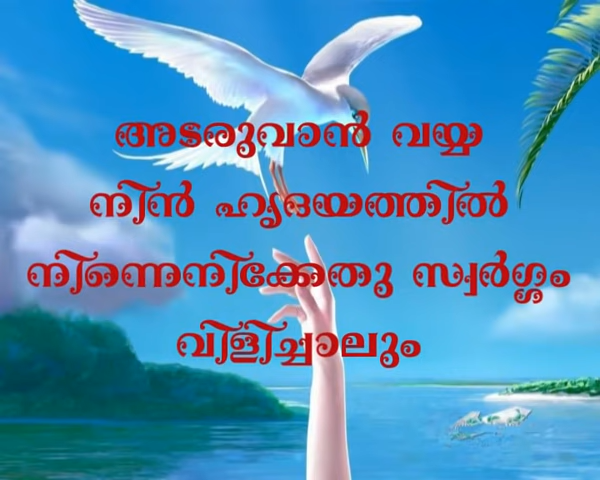 അടരുവാൻ വയ്യ
നിൻ ഹൃദയത്തിൽ
നിന്നെനിക്കേതു സ്വർഗ്ഗം
വിളിച്ചാലും